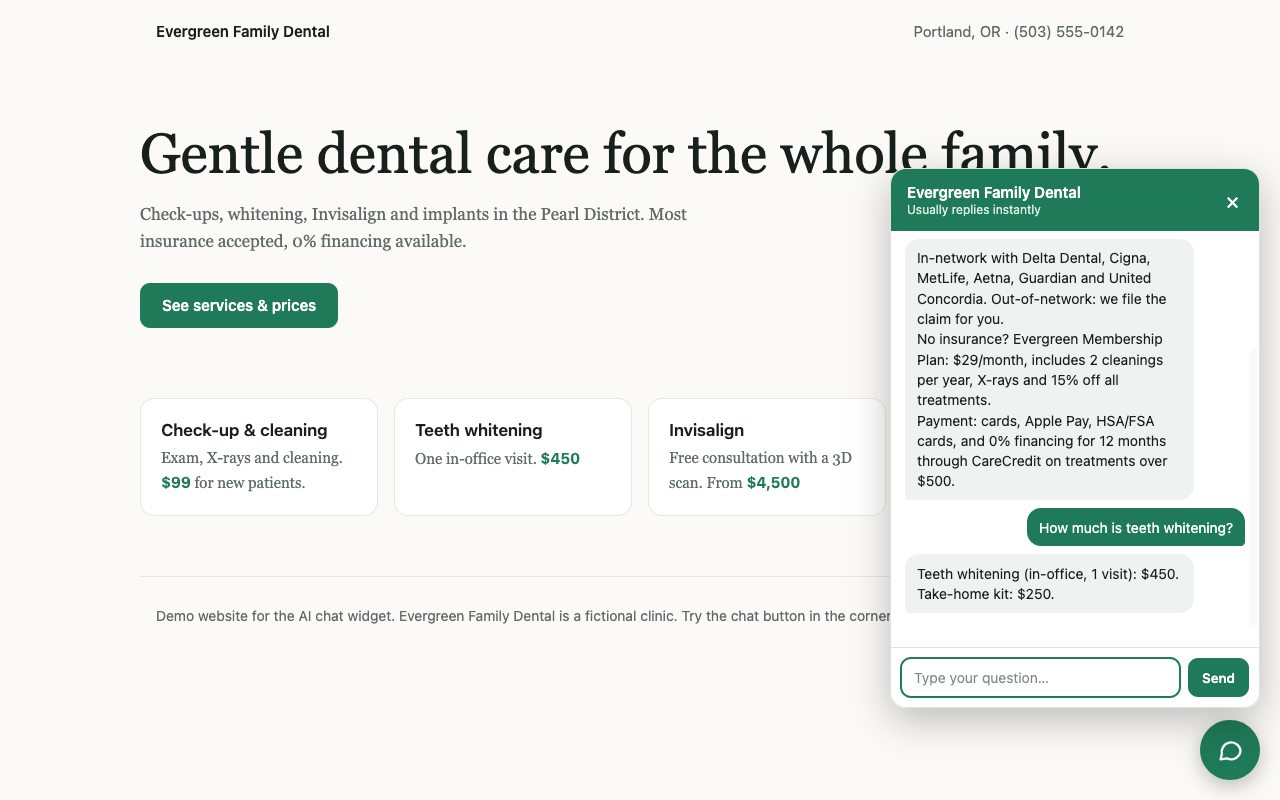 Evergreen Family Dental
Portland, OR · (503) 555-0142
Gentle dental care for the whole family.
Check-ups, whitening, Invisalign and implants in the Pearl District. Most
insurance accepted, 0% financing available.
See services & prices
Check-up & cleaning
Exam, X-rays and cleaning.
$99 for new patients.
Teeth whitening
One in-office visit. $450
Invisalign
Free consultation with a 3D
scan. From $4,500
Demo website for the AI chat widget. Evergreen Family Dental is a fictional clinic. Try the chat button in the corner
Evergreen Family Dental
Usually replies instantly
In-network with Delta Dental, Cigna,
MetLife, Aetna, Guardian and United
Concordia. Out-of-network: we file the
claim for you.
No insurance? Evergreen Membership
Plan: $29/month, includes 2 cleanings
per year, X-rays and 15% off all
treatments.
Payment: cards, Apple Pay, HSA/FSA
cards, and 0% financing for 12 months
through CareCredit on treatments over
$500.
How much is teeth whitening?
Teeth whitening (in-office, 1 visit): $450.
Take-home kit: $250.
Type your question…
Send